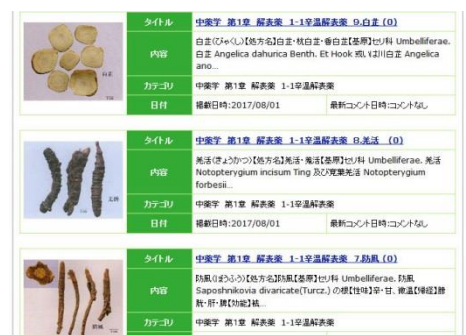 タイトル 中薬学 第1章 解表薬 1-1辛温解表薬 9.白芷 (0)
内容
白芷(びゃくし)【処方名】白芷・杭白芷・香白芷【基原】セリ科 Umbelliferae.
白芷 Angelica dahurica Benth. Et Hook 或いは川白芷 Angelica
ano...
カテゴリ 中薬学 第1章 解表薬 1-1辛温解表薬
日付 掲載日時:2017/08/01 最新コメント日時:コメントなし
白芷
タイトル 中薬学 第1章 解表薬 1-1辛温解表薬 8.羌活 (0)
内容
羌活(きょうかつ)【処方名】羌活・
【基原】セリ科 Umbelliferae. 羌活
Notopterygium incisum Ting 及び寛葉羌活 Notopterygium
forbesii...
カテゴリ 中薬学 第1章 解表薬 1-1辛温解表薬
日付 掲載日時:2017/08/01 最新コメント日時:コメントなし
羌活
タイトル 中薬学 第1章 解表薬 1-1辛温解表薬 7.防風 (0)
内容
防風(ぼうふう)【処方名】防風【基原】セリ科 Umbelliferae. 防風
Saposhnikovia divaricate(Turcz.) の根【性味】辛・甘、微温【帰経】膀
胱・肝・脾【効能】祛...
カテゴリ 中薬学 第1章 解表薬 1-1辛温解表薬
防風